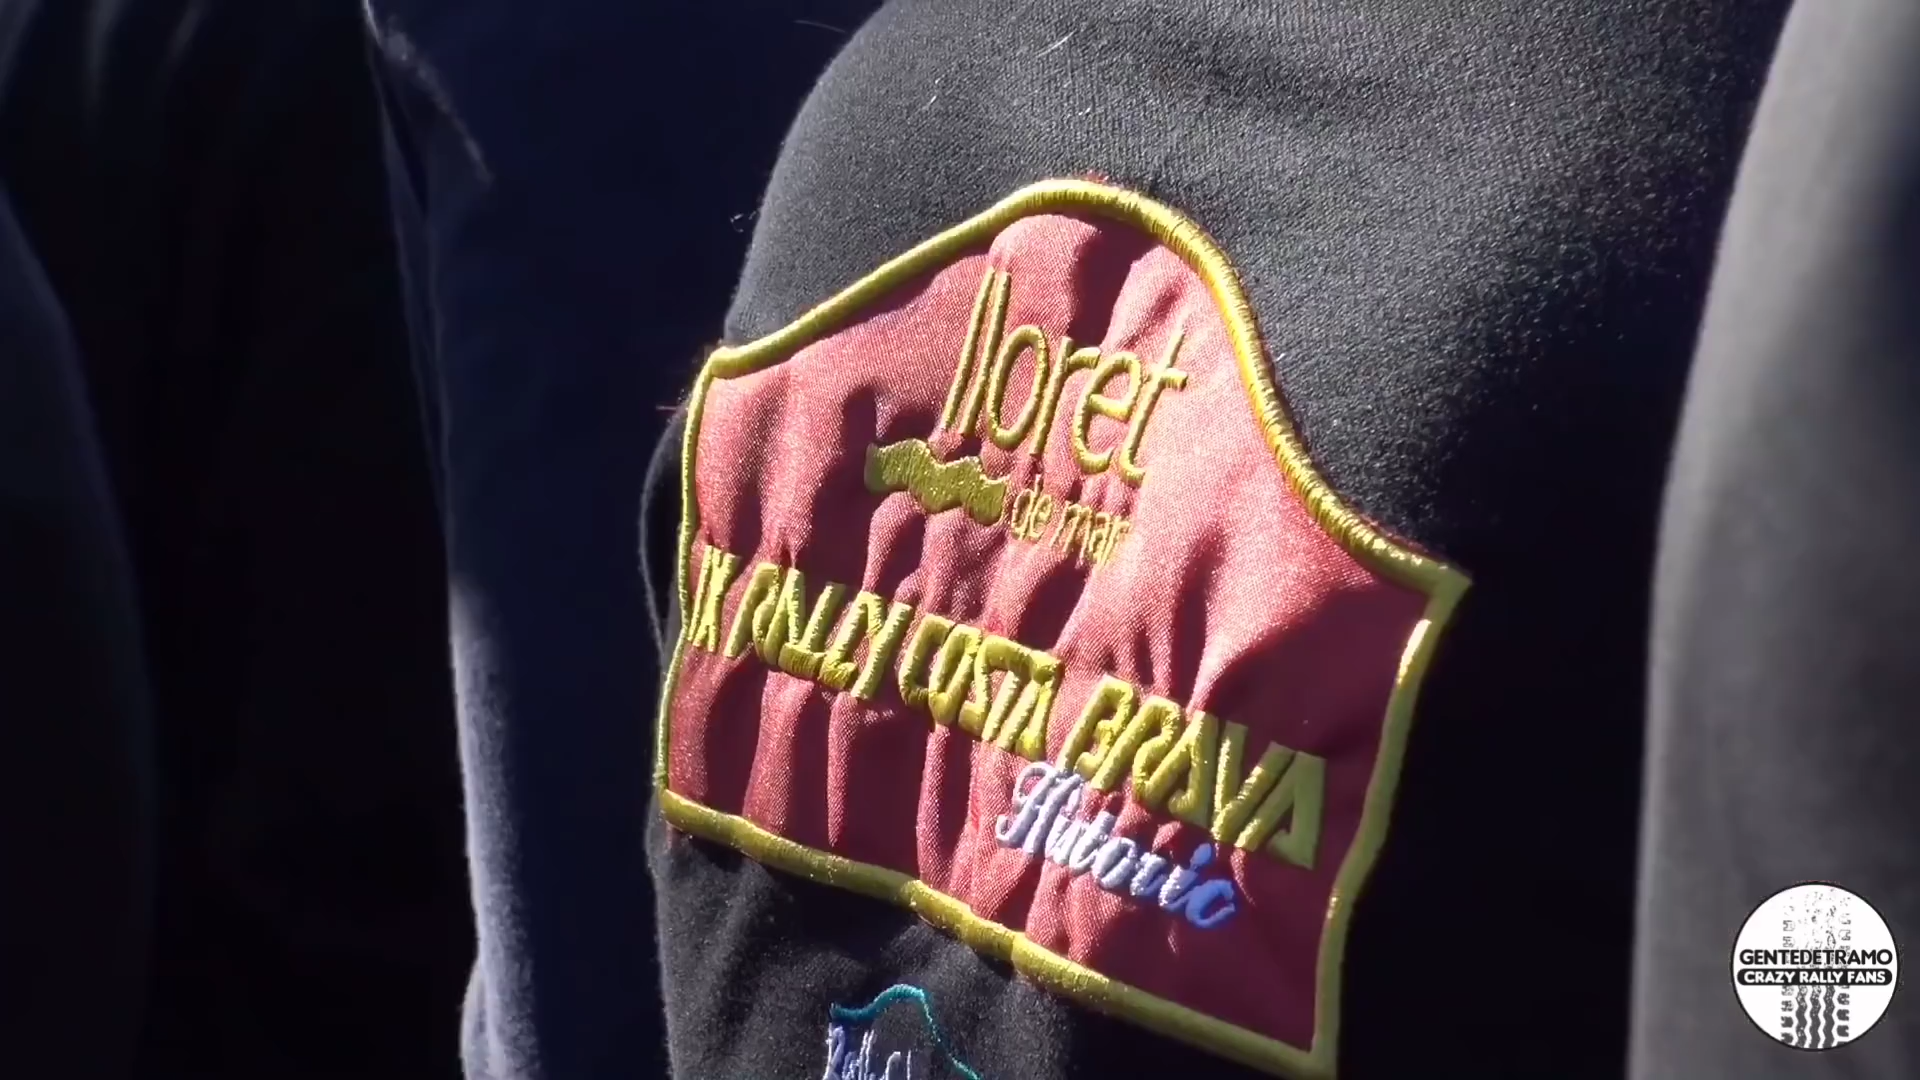 lloret
de mar
IX RALLY COSTA BRAVA
Historic
GENTEDETRAMO
CRAZY RALLY FANS